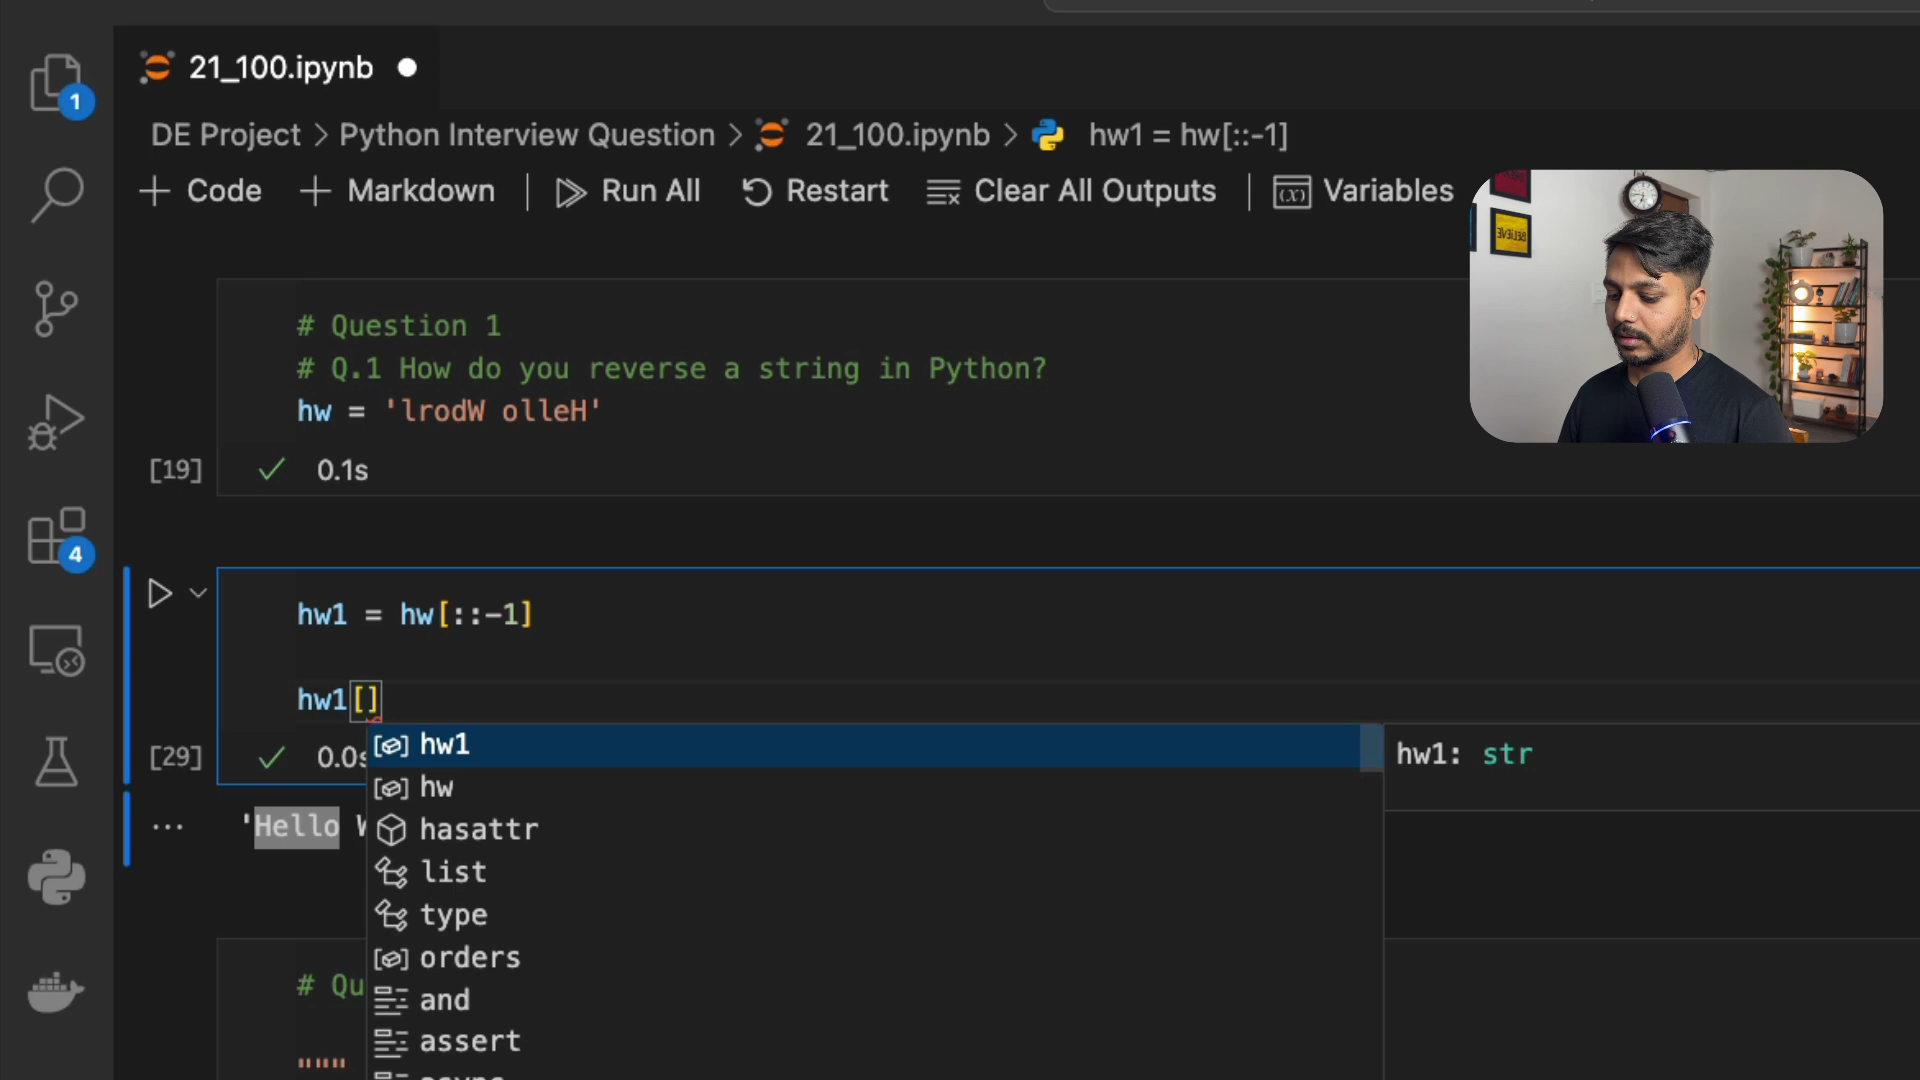 21_100.ipynb
1
DE Project > Python Interview Question > 21_100.ipynb > hw1 = hw[::-1]
+ Code + Markdown | Run All Restart Clear All Outputs | Variables
BELIEVE
# Question 1
# Q.1 How do you reverse a string in Python?
hw = 'lrodW olleH'
[19] ✓ 0.1s
4
hw1 = hw[::-1]
hw1[]
[29] ✓ 0.0s
hw1
hw1: str
hw
'Hello W
hasattr
list
type
orders
# Qu
and
assert
"""